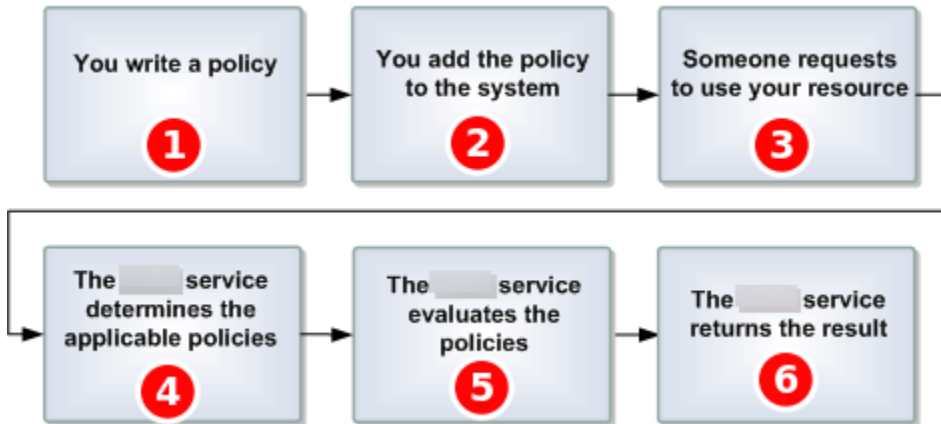 You write a policy
1
You add the policy
to the system
2
Someone requests
to use your resource
3
The service
determines the
applicable policies
4
The service
evaluates the
policies
5
The service
returns the result
6